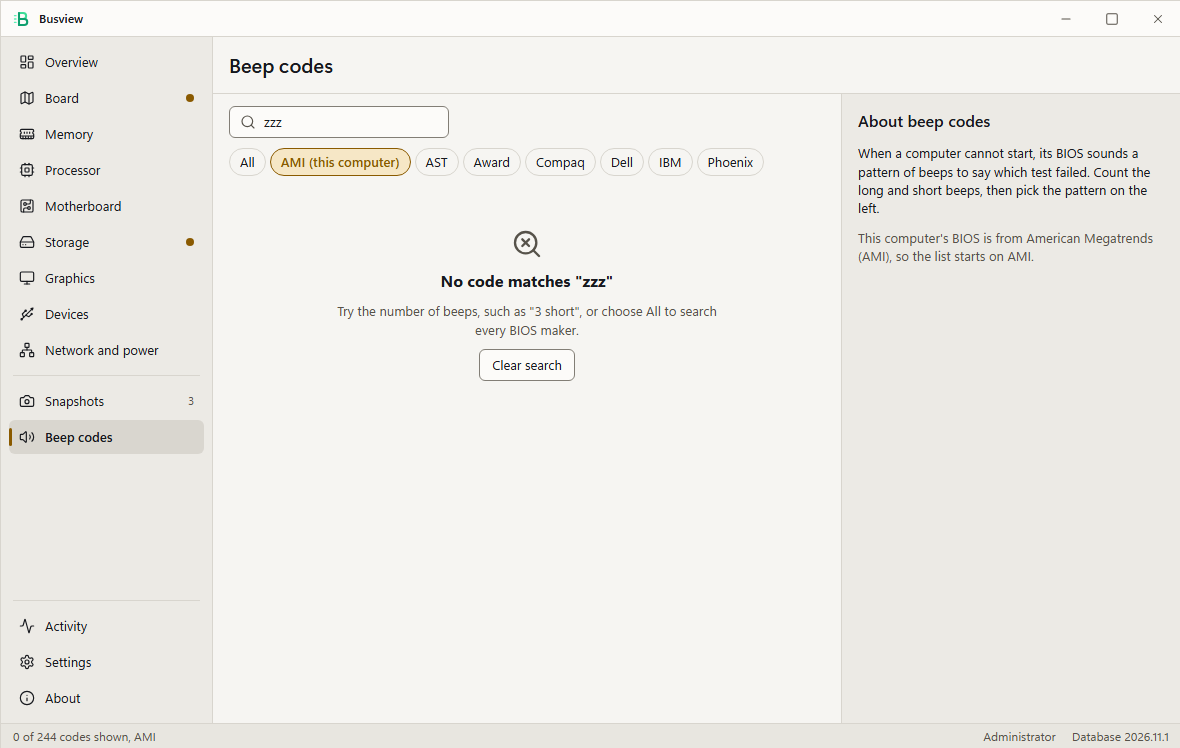 Busview
Overview
Board
Memory
Processor
Motherboard
Storage
Graphics
Devices
Network and power
Snapshots 3
Beep codes
Activity
Settings
About
Beep codes
zzz
All AMI (this computer) AST Award Compaq Dell IBM Phoenix
No code matches "zzz"
Try the number of beeps, such as "3 short", or choose All to search
every BIOS maker.
Clear search
About beep codes
When a computer cannot start, its BIOS sounds a
pattern of beeps to say which test failed. Count the
long and short beeps, then pick the pattern on the
left.
This computer's BIOS is from American Megatrends
(AMI), so the list starts on AMI.
0 of 244 codes shown, AMI
Administrator Database 2026.11.1